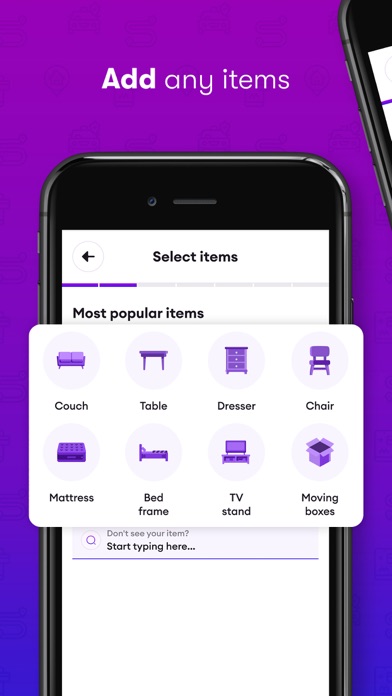 Add any items
Select items
Most popular items
Couch
Table
Dresser
Chair
Mattress
Bed
frame
TV
stand
Moving
boxes
Don't see your item?
Start typing here...